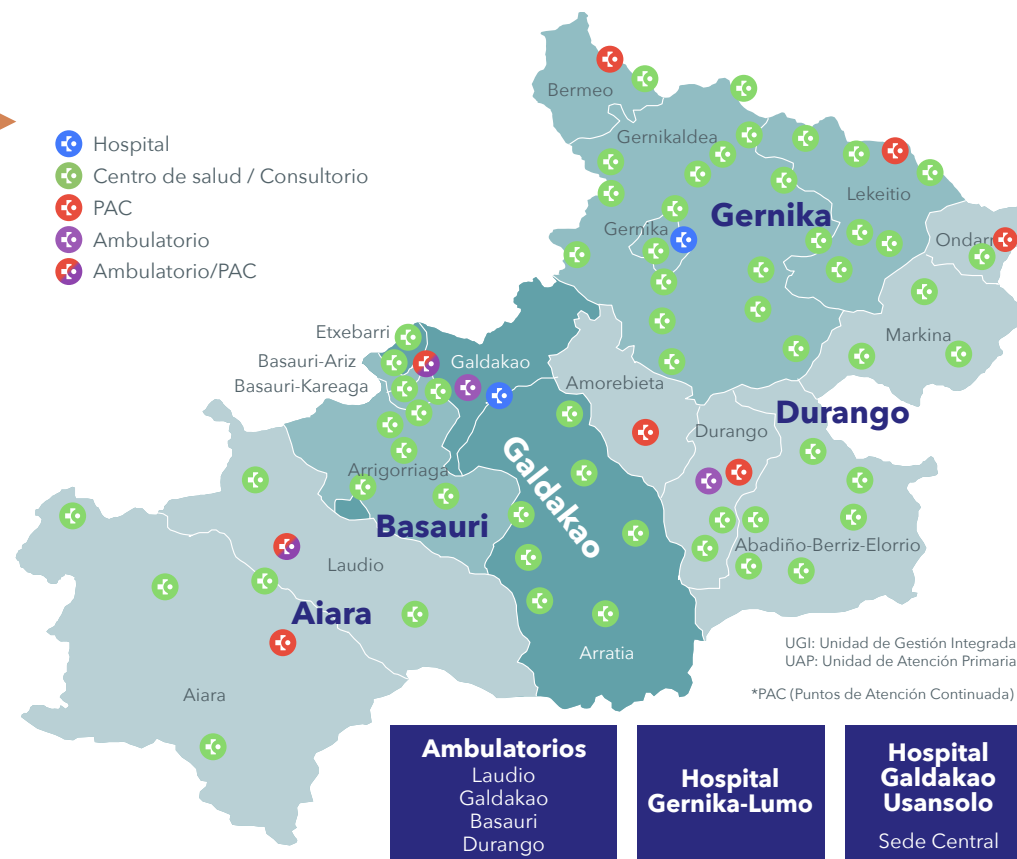 Hospital
Centro de salud / Consultorio
PAC
Ambulatorio
Ambulatorio/PAC
Bermeo
Gernikaldea
Lekeitio
Gernika
Gernika
Markina
Etxebarri
Basauri-Ariz
Basauri-Kareaga
Galdakao
Amorebieta
Durango
Durango
Galdakao
Arrigorriaga
Basauri
Abadiño-Berriz-Elorrio
Laudio
Aiara
Arratia
Aiara
UGI: Unidad de Gestión Integrada
UAP: Unidad de Atención Primaria
*PAC (Puntos de Atención Continuada)
Ambulatorios
Laudio
Galdakao
Basauri
Durango
Hospital
Gernika-Lumo
Hospital
Galdakao
Usansolo
Sede Central